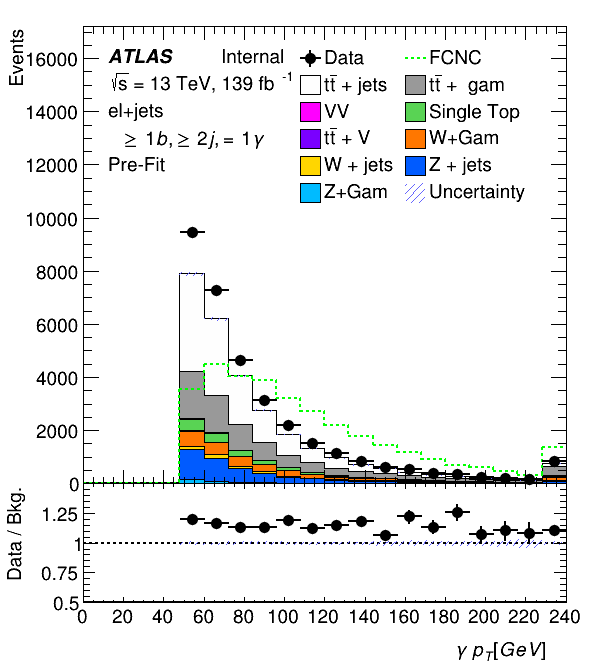 Events
16000
14000
12000
10000
8000
6000
4000
2000
0
ATLAS Internal
√s = 13 TeV, 139 fb⁻¹
el+jets
≥ 1b, ≥ 2j, = 1γ
Pre-Fit
Data
FCNC
tt̄ + jets
tt̄ + gam
VV
Single Top
tt̄ + V
W+Gam
W + jets
Z + jets
Z+Gam
Uncertainty
Data / Bkg.
1.25
1
0.75
0.5
0 20 40 60 80 100 120 140 160 180 200 220 240
γ p_T[GeV]